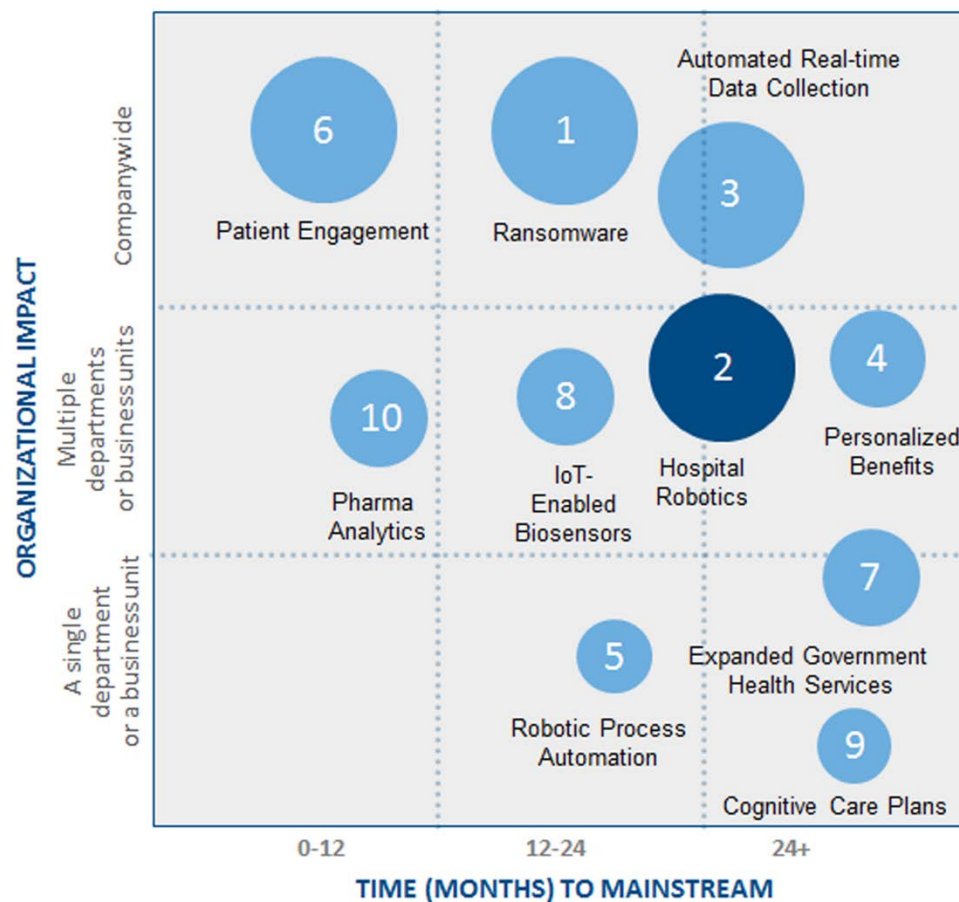 ORGANIZATIONAL IMPACT
Companywide
Multiple
departments
or businessunits
A single
department
or a businessunit
6
Patient Engagement
1
Ransomware
Automated Real-time
Data Collection
3
10
Pharma
Analytics
8
IoT-
Enabled
Biosensors
2
Hospital
Robotics
4
Personalized
Benefits
5
Robotic Process
Automation
7
Expanded Government
Health Services
9
Cognitive Care Plans
0-12
12-24
24+
TIME (MONTHS) TO MAINSTREAM